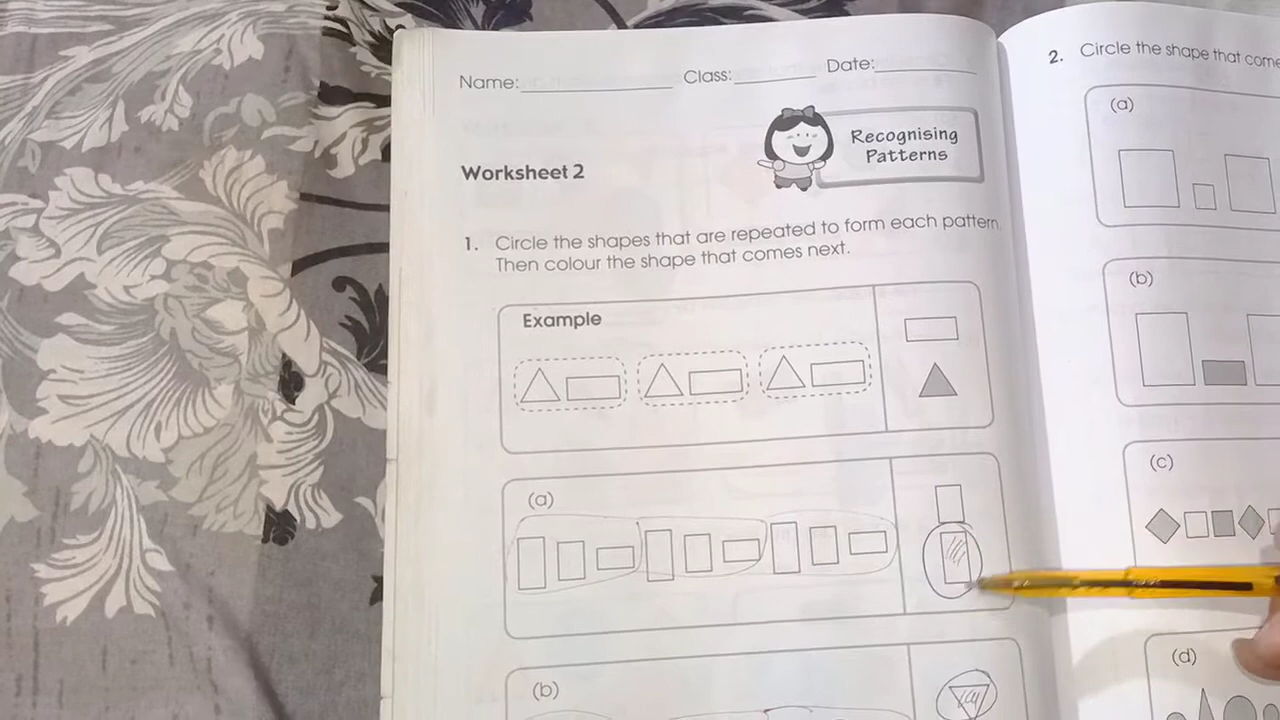 Name: Class: Date:
Recognising
Patterns
Worksheet 2
1. Circle the shapes that are repeated to form each pattern
Then colour the shape that comes next.
Example
(a)
(b)
2. Circle the shape that
(a)
(b)
(c)
(d)